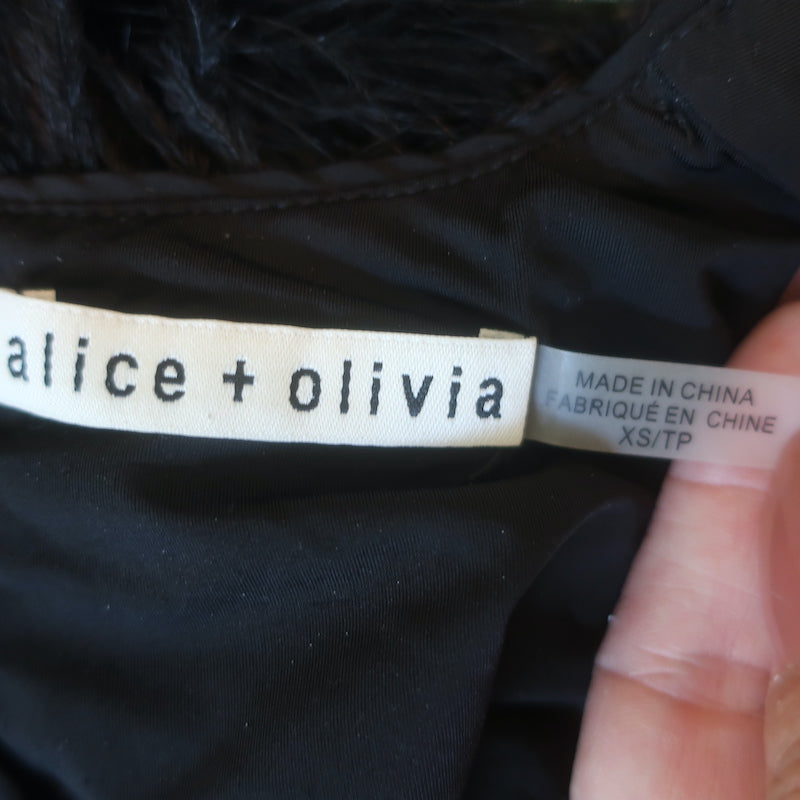 alice + olivia
MADE IN CHINA
FABRIQUÉ EN CHINE
XS/TP